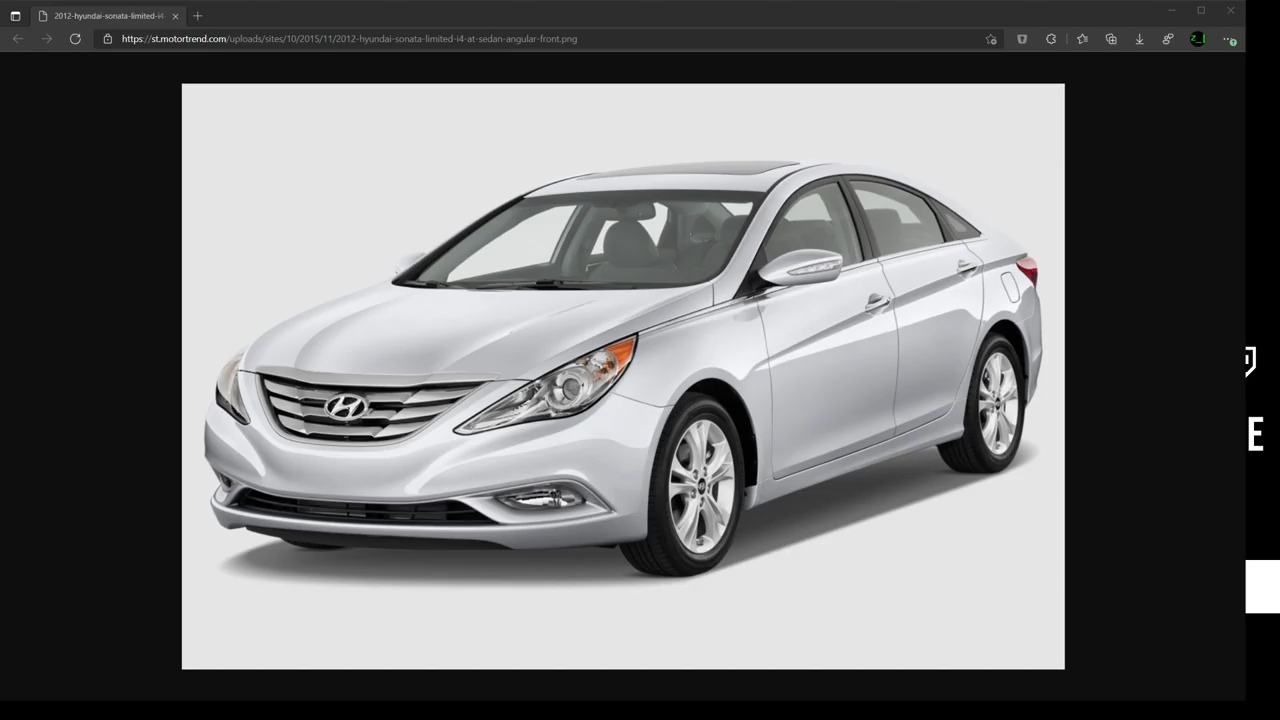 2012-hyundai-sonata-limited-i4-
https://st.motortrend.com/uploads/sites/10/2015/11/2012-hyundai-sonata-limited-i4-at-sedan-angular-front.png
E